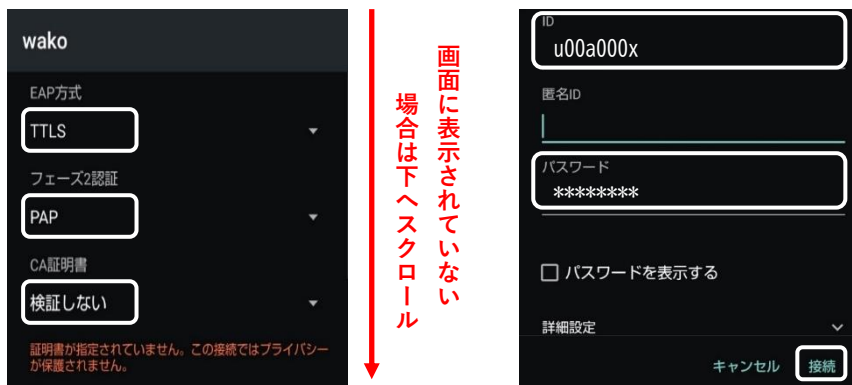 wako
EAP方式
TTLS
フェーズ2認証
PAP
CA証明書
検証しない
証明書が指定されていません。この接続ではプライバシー
が保護されません。
画面に表示されていない
場合は下へスクロール
ID
u00a000x
匿名ID
パスワード
********
パスワードを表示する
詳細設定
キャンセル 接続